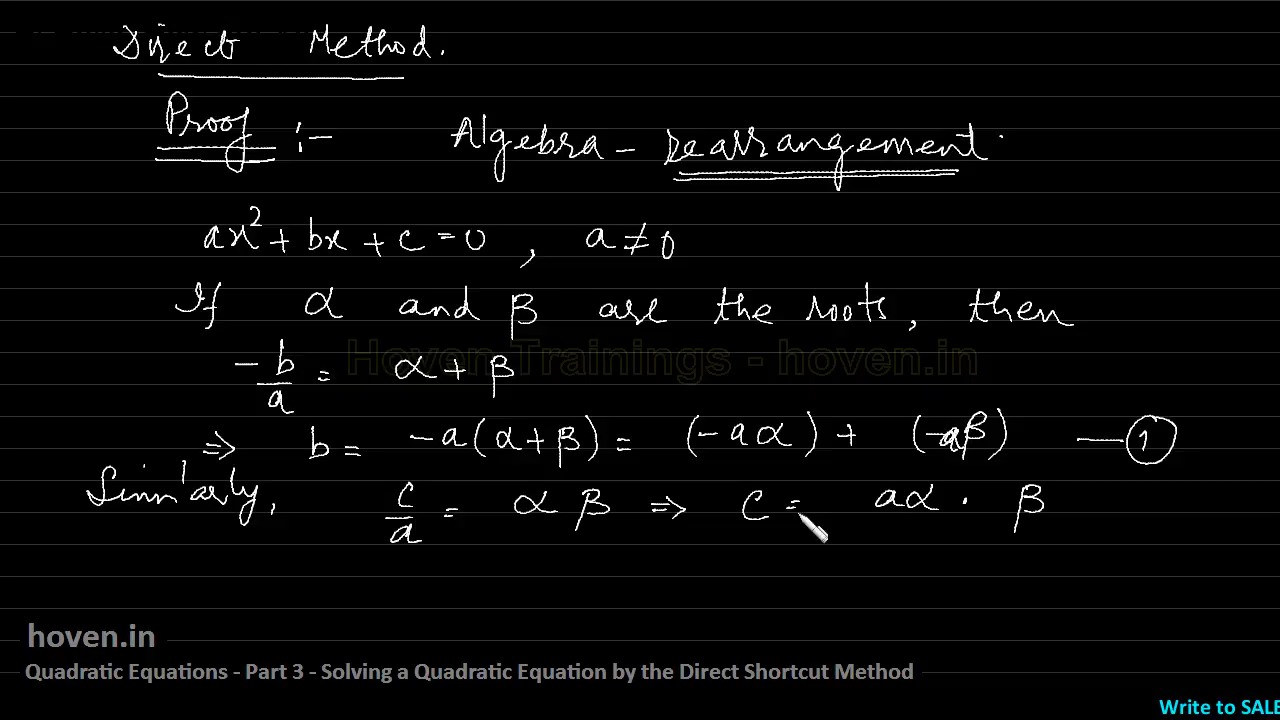 Direct Method.
Proof :- Algebra - rearrangement.
ax² + bx + c = 0 , a ≠ 0
If α and β are the roots, then
Hoven Trainings - hoven.in
-b/a = α + β
⇒ b = -a(α + β) = (-aα) + (-aβ) — ①
Similarly, c/a = α β ⇒ c = aα · β
hoven.in
Quadratic Equations - Part 3 - Solving a Quadratic Equation by the Direct Shortcut Method
Write to SALE